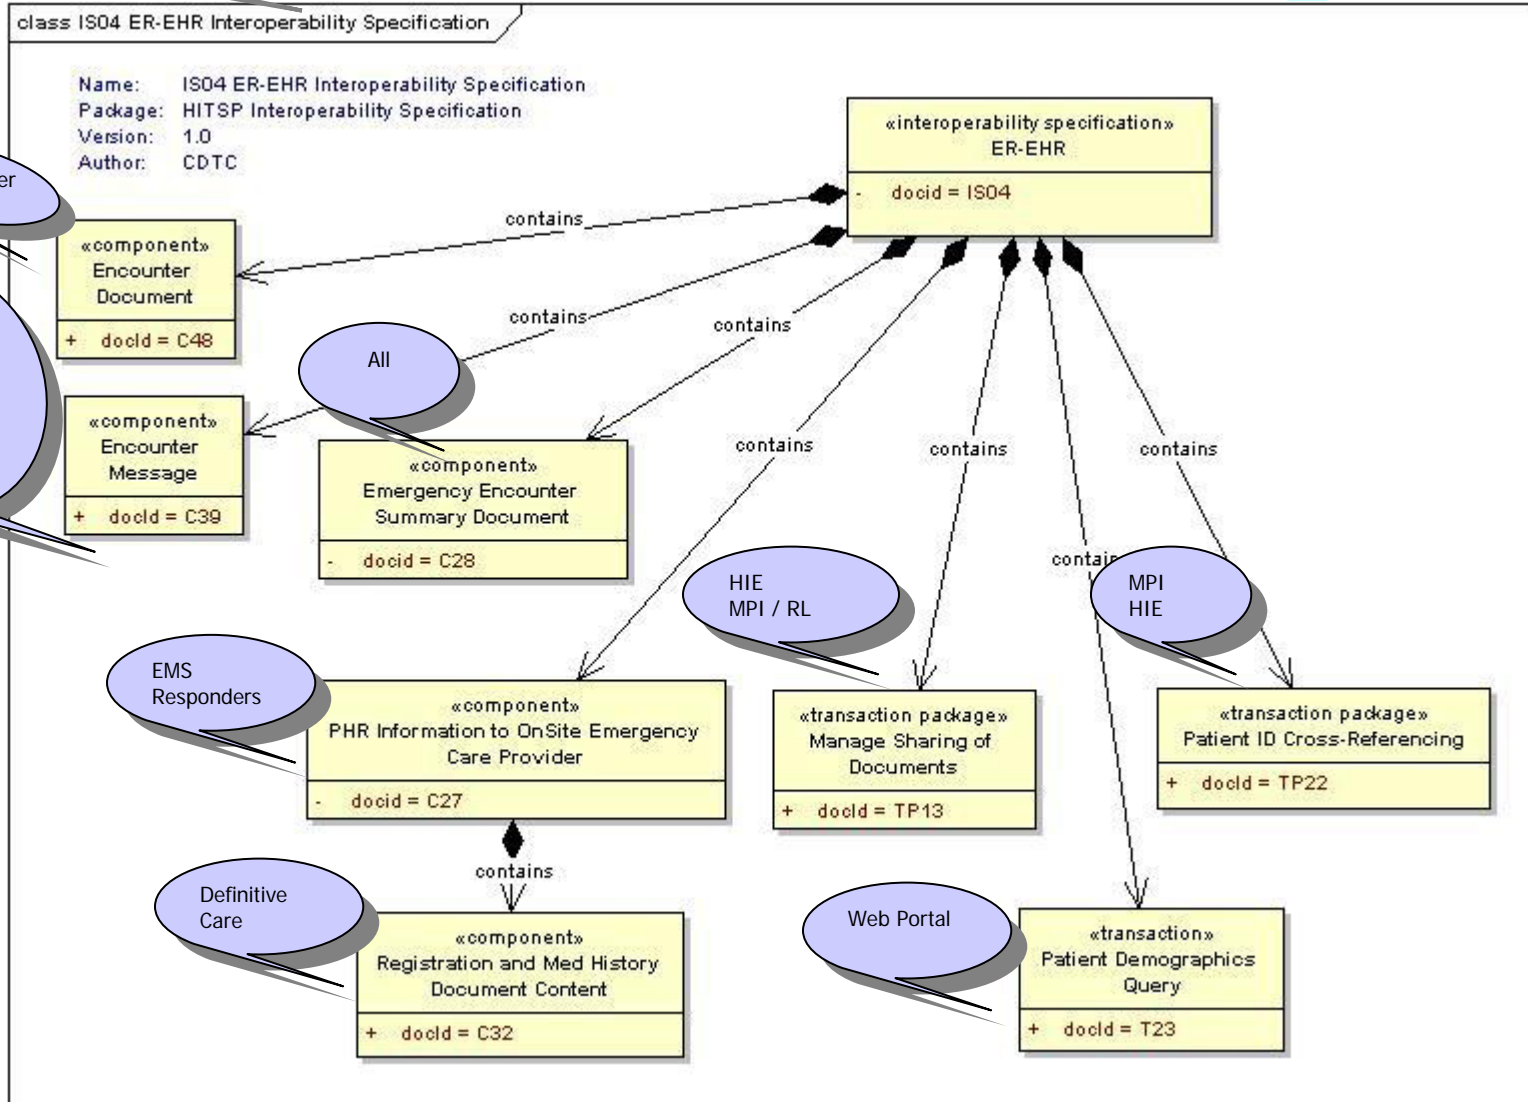 class IS04 ER-EHR Interoperability Specification
Name: IS04 ER-EHR Interoperability Specification
Package: HITSP Interoperability Specification
Version: 1.0
Author: CDTC
«interoperability specification»
ER-EHR
- docid = IS04
er
contains
«component»
Encounter
Document
+ docId = C48
contains
contains
All
«component»
Encounter
Message
+ docId = C39
contains
contains
contains
«component»
Emergency Encounter
Summary Document
- docid = C28
contain
HIE
MPI / RL
MPI
HIE
EMS
Responders
«component»
PHR Information to OnSite Emergency
Care Provider
- docid = C27
«transaction package»
Manage Sharing of
Documents
+ docId = TP13
«transaction package»
Patient ID Cross-Referencing
+ docId = TP22
contains
Definitive
Care
«component»
Registration and Med History
Document Content
+ docId = C32
Web Portal
«transaction»
Patient Demographics
Query
+ docId = T23